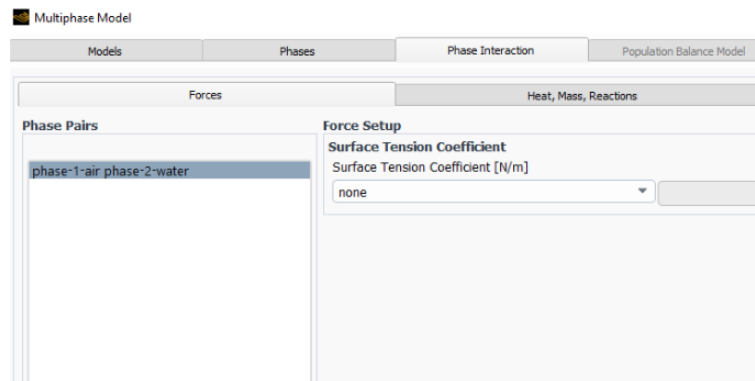 Multiphase Model
Models Phases Phase Interaction Population Balance Model
Forces Heat, Mass, Reactions
Phase Pairs
phase-1-air phase-2-water
Force Setup
Surface Tension Coefficient
Surface Tension Coefficient [N/m]
none